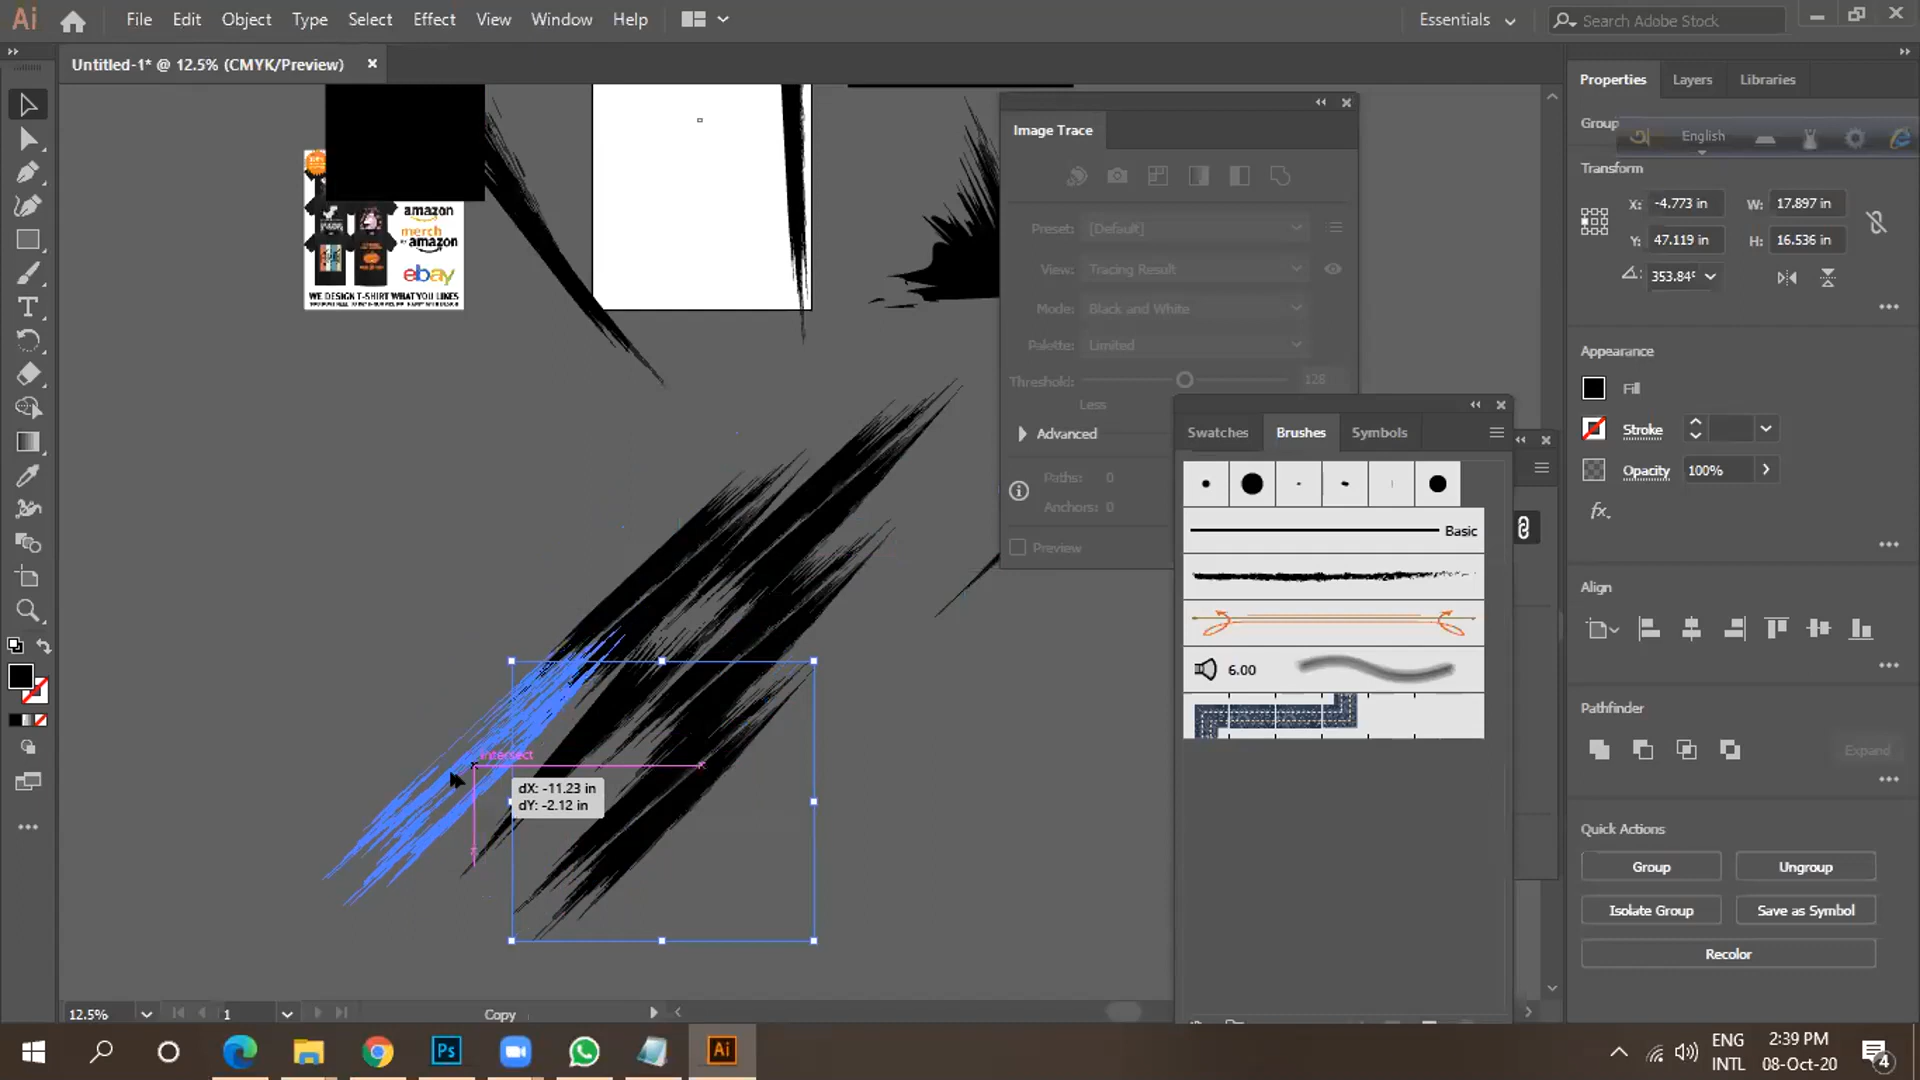 Ai File Edit Object Type Select Effect View Window Help Essentials Search Adobe Stock
Untitled-1* @ 12.5% (CMYK/Preview)
Properties Layers Libraries
Group
English
Transform
X: -4.773 in W: 17.897 in
Y: 47.119 in H: 16.536 in
353.84°
Appearance
Fill
Stroke
Opacity 100%
fx
Align
Pathfinder
Expand
Quick Actions
Group Ungroup
Isolate Group Save as Symbol
Recolor
Image Trace
Preset: [Default]
View: Tracing Result
Mode: Black and White
Palette: Limited
Threshold: 128
Less
Advanced
Paths: 0
Anchors: 0
Preview
Swatches Brushes Symbols
Basic
6.00
amazon
merch
by amazon
ebay
WE DESIGN T-SHIRT WHAT YOU LIKES
intersect
dX: -11.23 in
dY: -2.12 in
12.5% 1 Copy
Ps Ai
ENG 2:39 PM
INTL 08-Oct-20 4